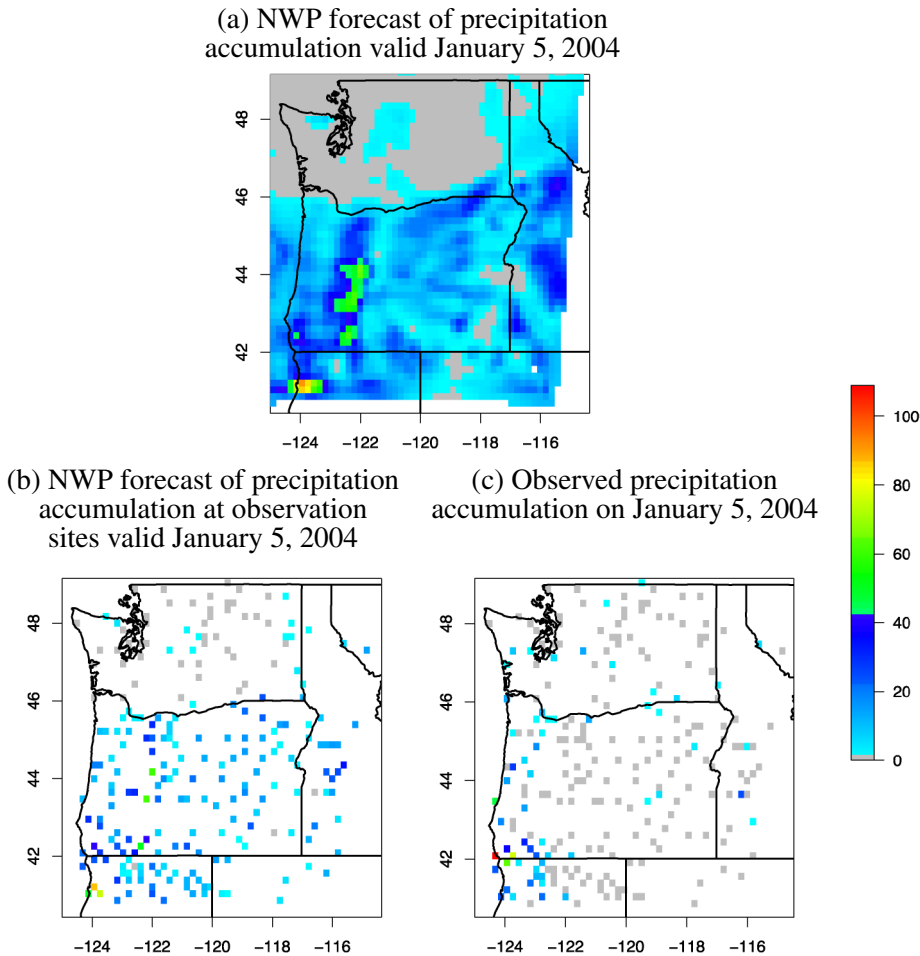 (a) NWP forecast of precipitation
accumulation valid January 5, 2004
48
46
44
42
−124 −122 −120 −118 −116
100
80
60
40
20
0
(b) NWP forecast of precipitation
accumulation at observation
sites valid January 5, 2004
48
46
44
42
−124 −122 −120 −118 −116
(c) Observed precipitation
accumulation on January 5, 2004
48
46
44
42
−124 −122 −120 −118 −116